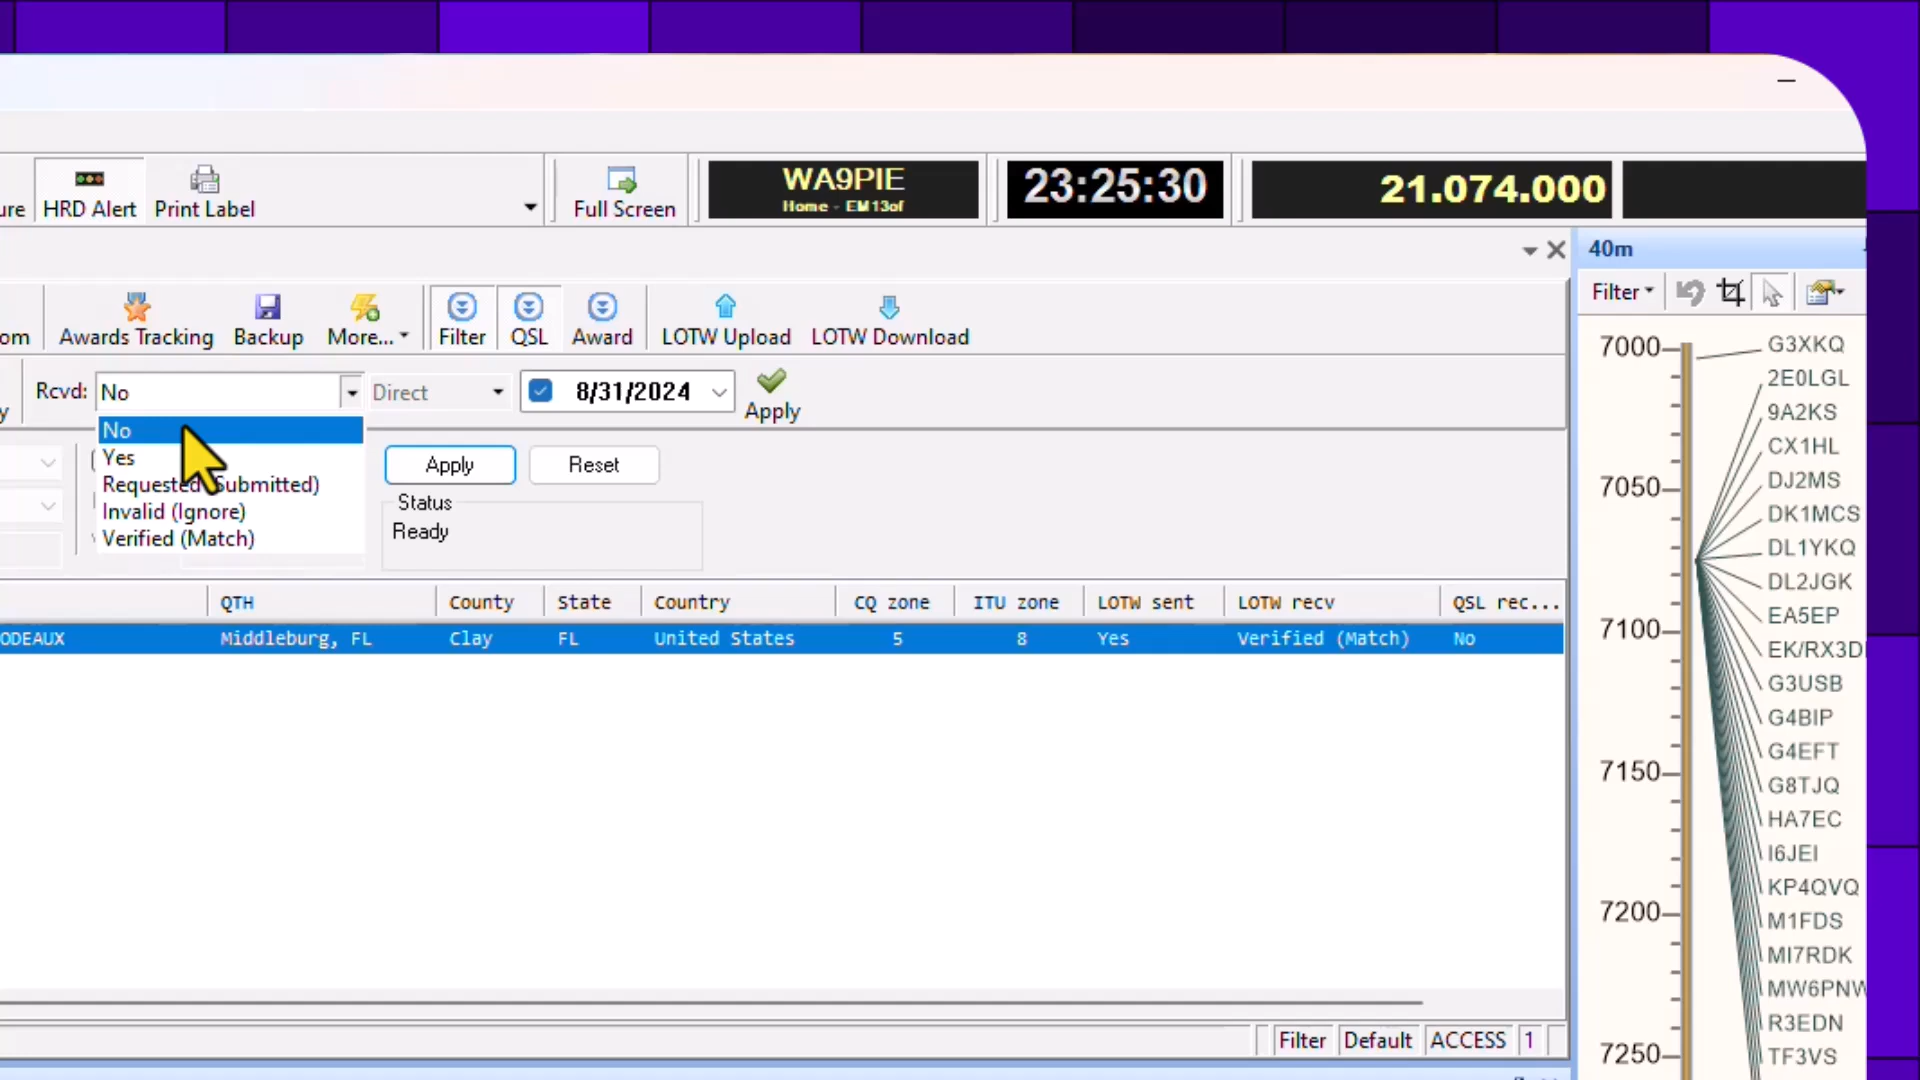 ure
HRD Alert
Print Label
Full Screen
WA9PIE
Home - EM13of
23:25:30
21.074.000
40m
om
Awards Tracking
Backup
More...
Filter
QSL
Award
LOTW Upload
LOTW Download
Filter
y
Rcvd:
No
Direct
8/31/2024
Apply
No
Yes
Requested (Submitted)
Invalid (Ignore)
Verified (Match)
Apply
Reset
Status
Ready
QTH
County
State
Country
CQ zone
ITU zone
LOTW sent
LOTW recv
QSL rec...
ODEAUX
Middleburg, FL
Clay
FL
United States
5
8
Yes
Verified (Match)
No
7000
7050
7100
7150
7200
7250
G3XKQ
2E0LGL
9A2KS
CX1HL
DJ2MS
DK1MCS
DL1YKQ
DL2JGK
EA5EP
EK/RX3D
G3USB
G4BIP
G4EFT
G8TJQ
HA7EC
I6JEI
KP4QVQ
M1FDS
MI7RDK
MW6PNW
R3EDN
TF3VS
Filter
Default
ACCESS
1